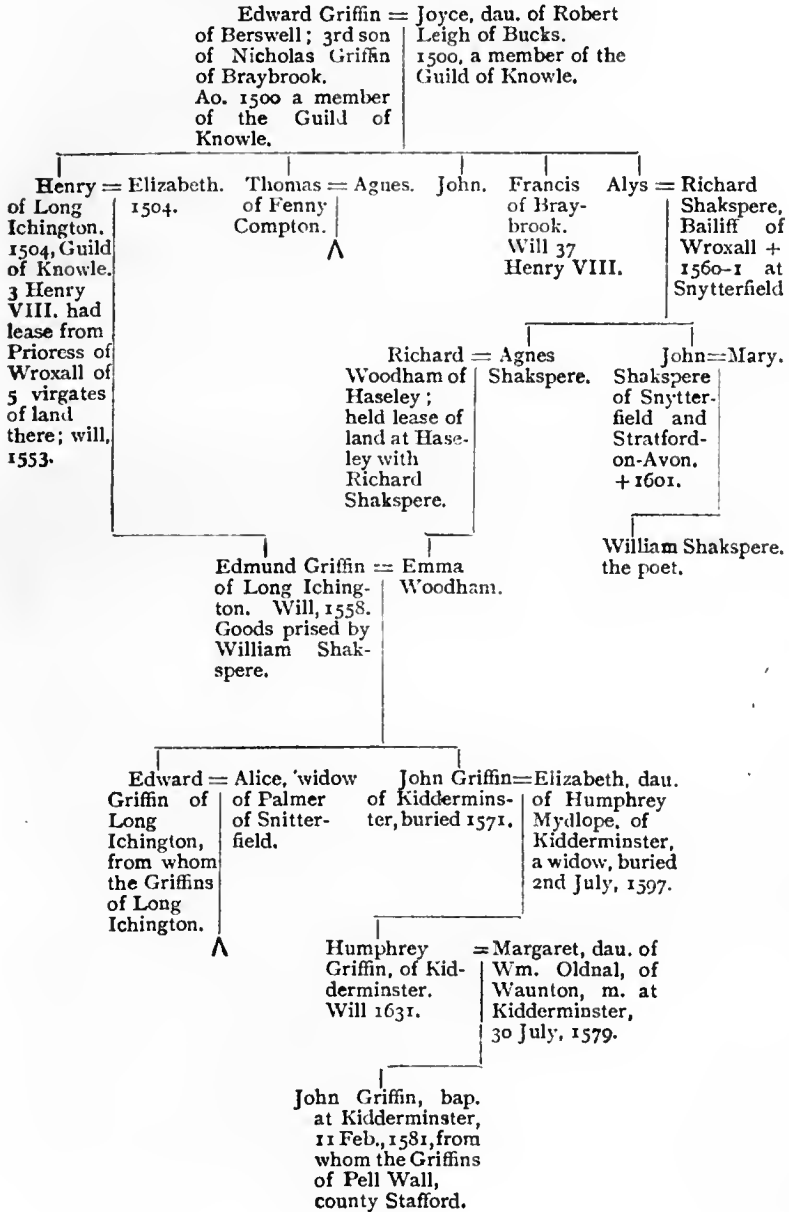 Edward Griffin = Joyce, dau. of Robert
of Berswell; 3rd son Leigh of Bucks.
of Nicholas Griffin 1500, a member of the
of Braybrook. Guild of Knowle.
Ao. 1500 a member
of the Guild of
Knowle.
Henry = Elizabeth.
of Long 1504.
Ichington.
1504, Guild
of Knowle.
3 Henry
VIII. had
lease from
Prioress of
Wroxall of
5 virgates
of land
there; will,
1553.
Thomas = Agnes.
of Fenny
Compton.
John.
Francis
of Bray-
brook.
Will 37
Henry VIII.
Alys = Richard
Shakspere,
Bailiff of
Wroxall +
1560-1 at
Snytterfield
Richard = Agnes
Woodham of Shakspere.
Haseley;
held lease of
land at Hase-
ley with
Richard
Shakspere.
John=Mary.
Shakspere
of Snytter-
field and
Stratford-
on-Avon.
+1601.
William Shakspere.
the poet.
Edmund Griffin = Emma
of Long Iching- Woodham.
ton. Will, 1558.
Goods prised by
William Shak-
spere.
Edward = Alice, widow
Griffin of of Palmer
Long of Snitter-
Ichington, field.
from whom
the Griffins
of Long
Ichington.
John Griffin=Elizabeth, dau.
of Kiddermins- of Humphrey
ter, buried 1571. Mydlope, of
Kidderminster,
a widow, buried
2nd July, 1597.
Humphrey =Margaret, dau. of
Griffin, of Kid- Wm. Oldnal, of
derminster. Waunton, m. at
Will 1631. Kidderminster,
30 July, 1579.
John Griffin, bap.
at Kidderminster,
11 Feb., 1581, from
whom the Griffins
of Pell Wall,
county Stafford.